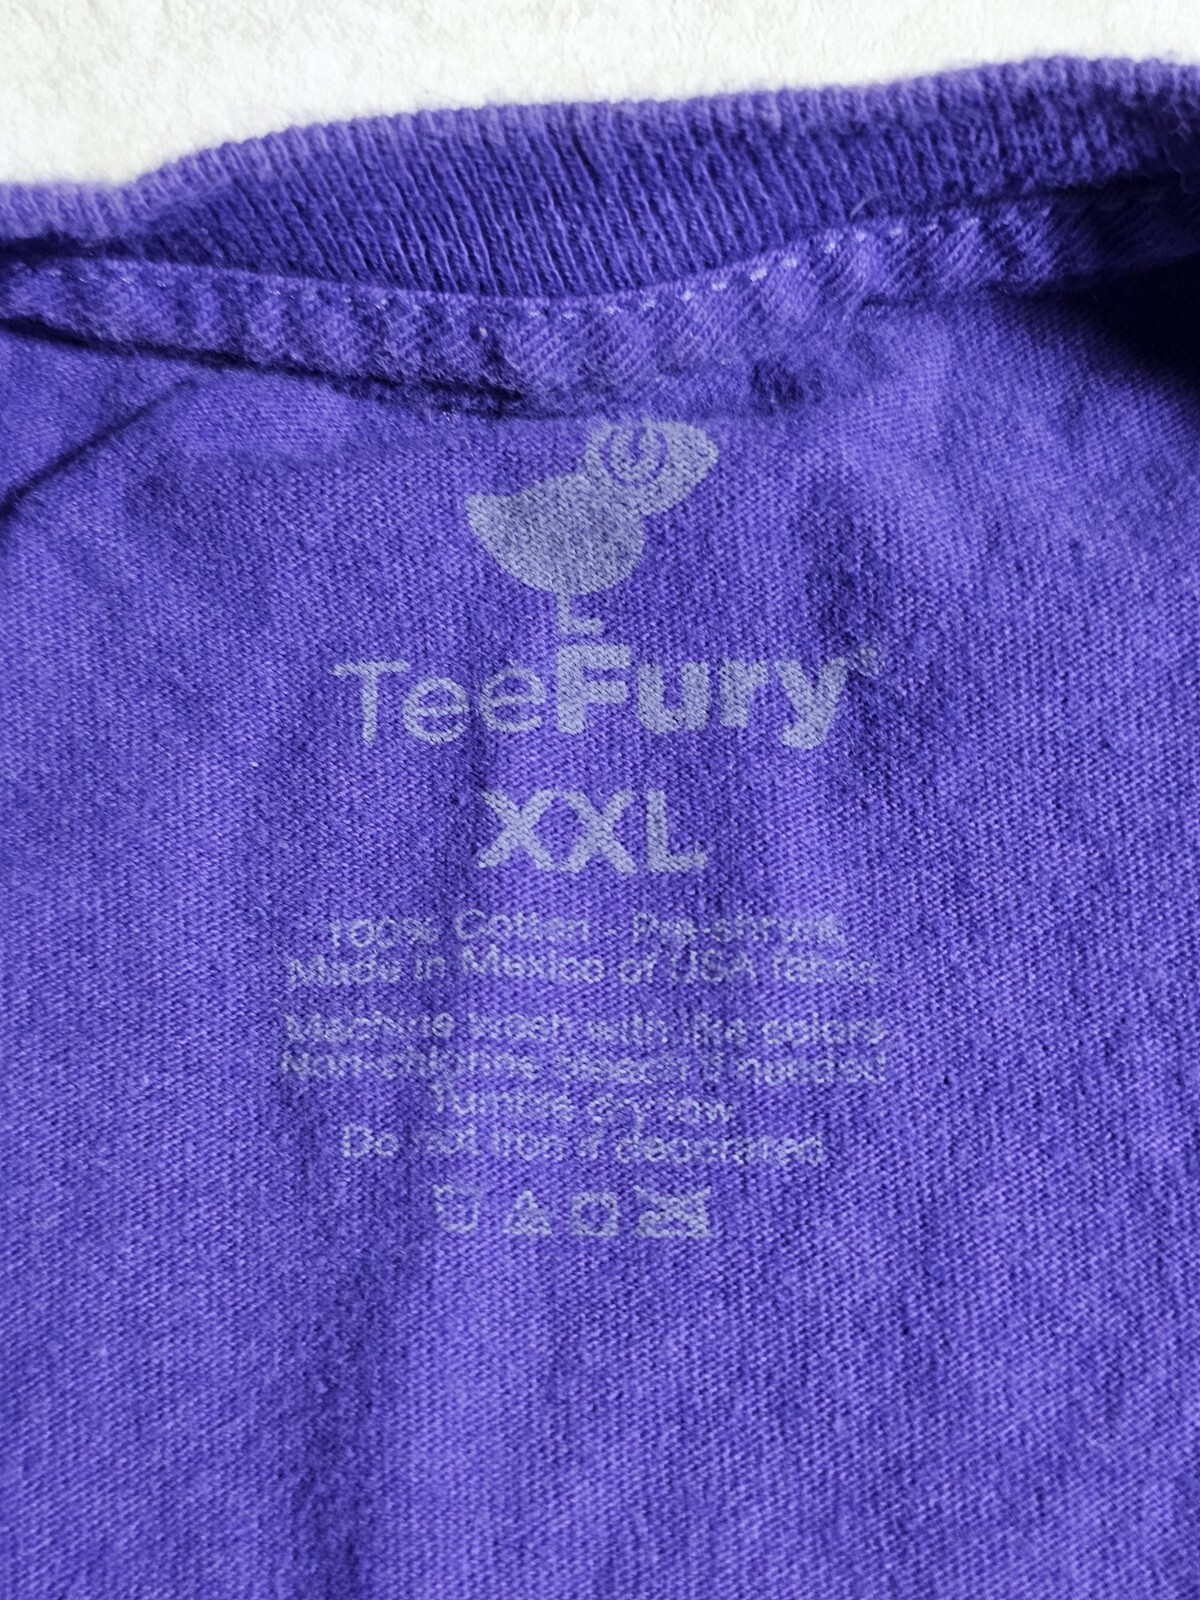 TeeFury®
XXL
100% Cotton - Pre-shrunk
Made in Mexico of USA fabric
Machine wash with like colors
Non-chlorine bleach if needed
Tumble dry low
Do not iron if decorated